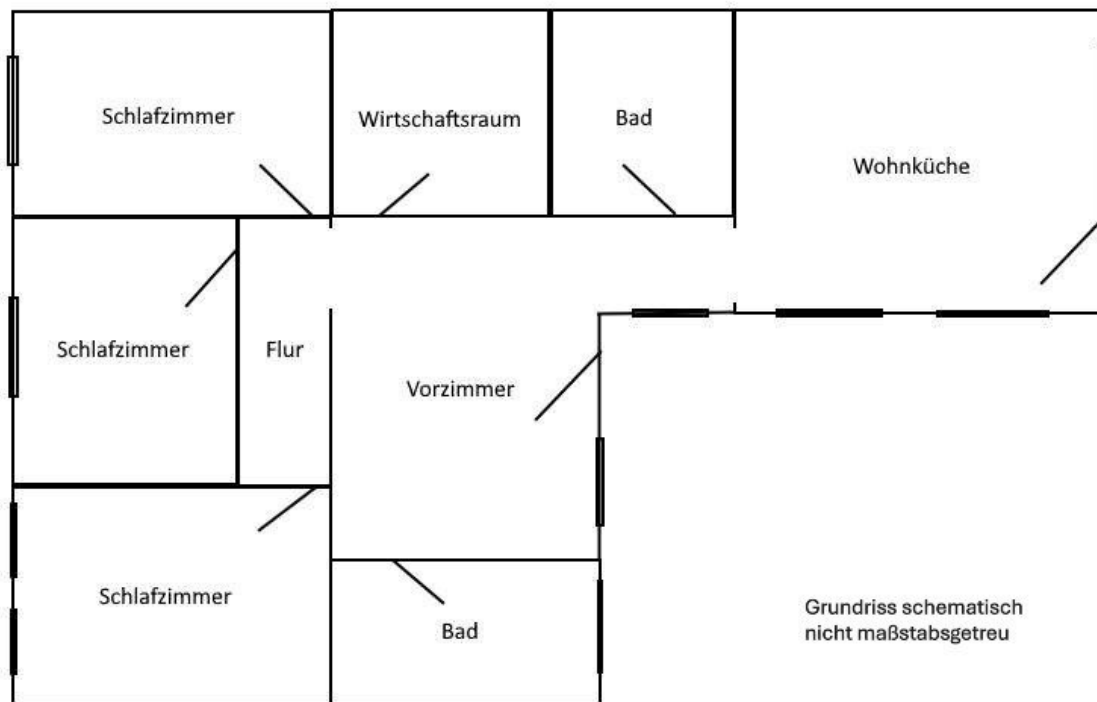 Schlafzimmer
Wirtschaftsraum
Bad
Wohnküche
Schlafzimmer
Flur
Vorzimmer
Schlafzimmer
Bad
Grundriss schematisch
nicht maßstabsgetreu